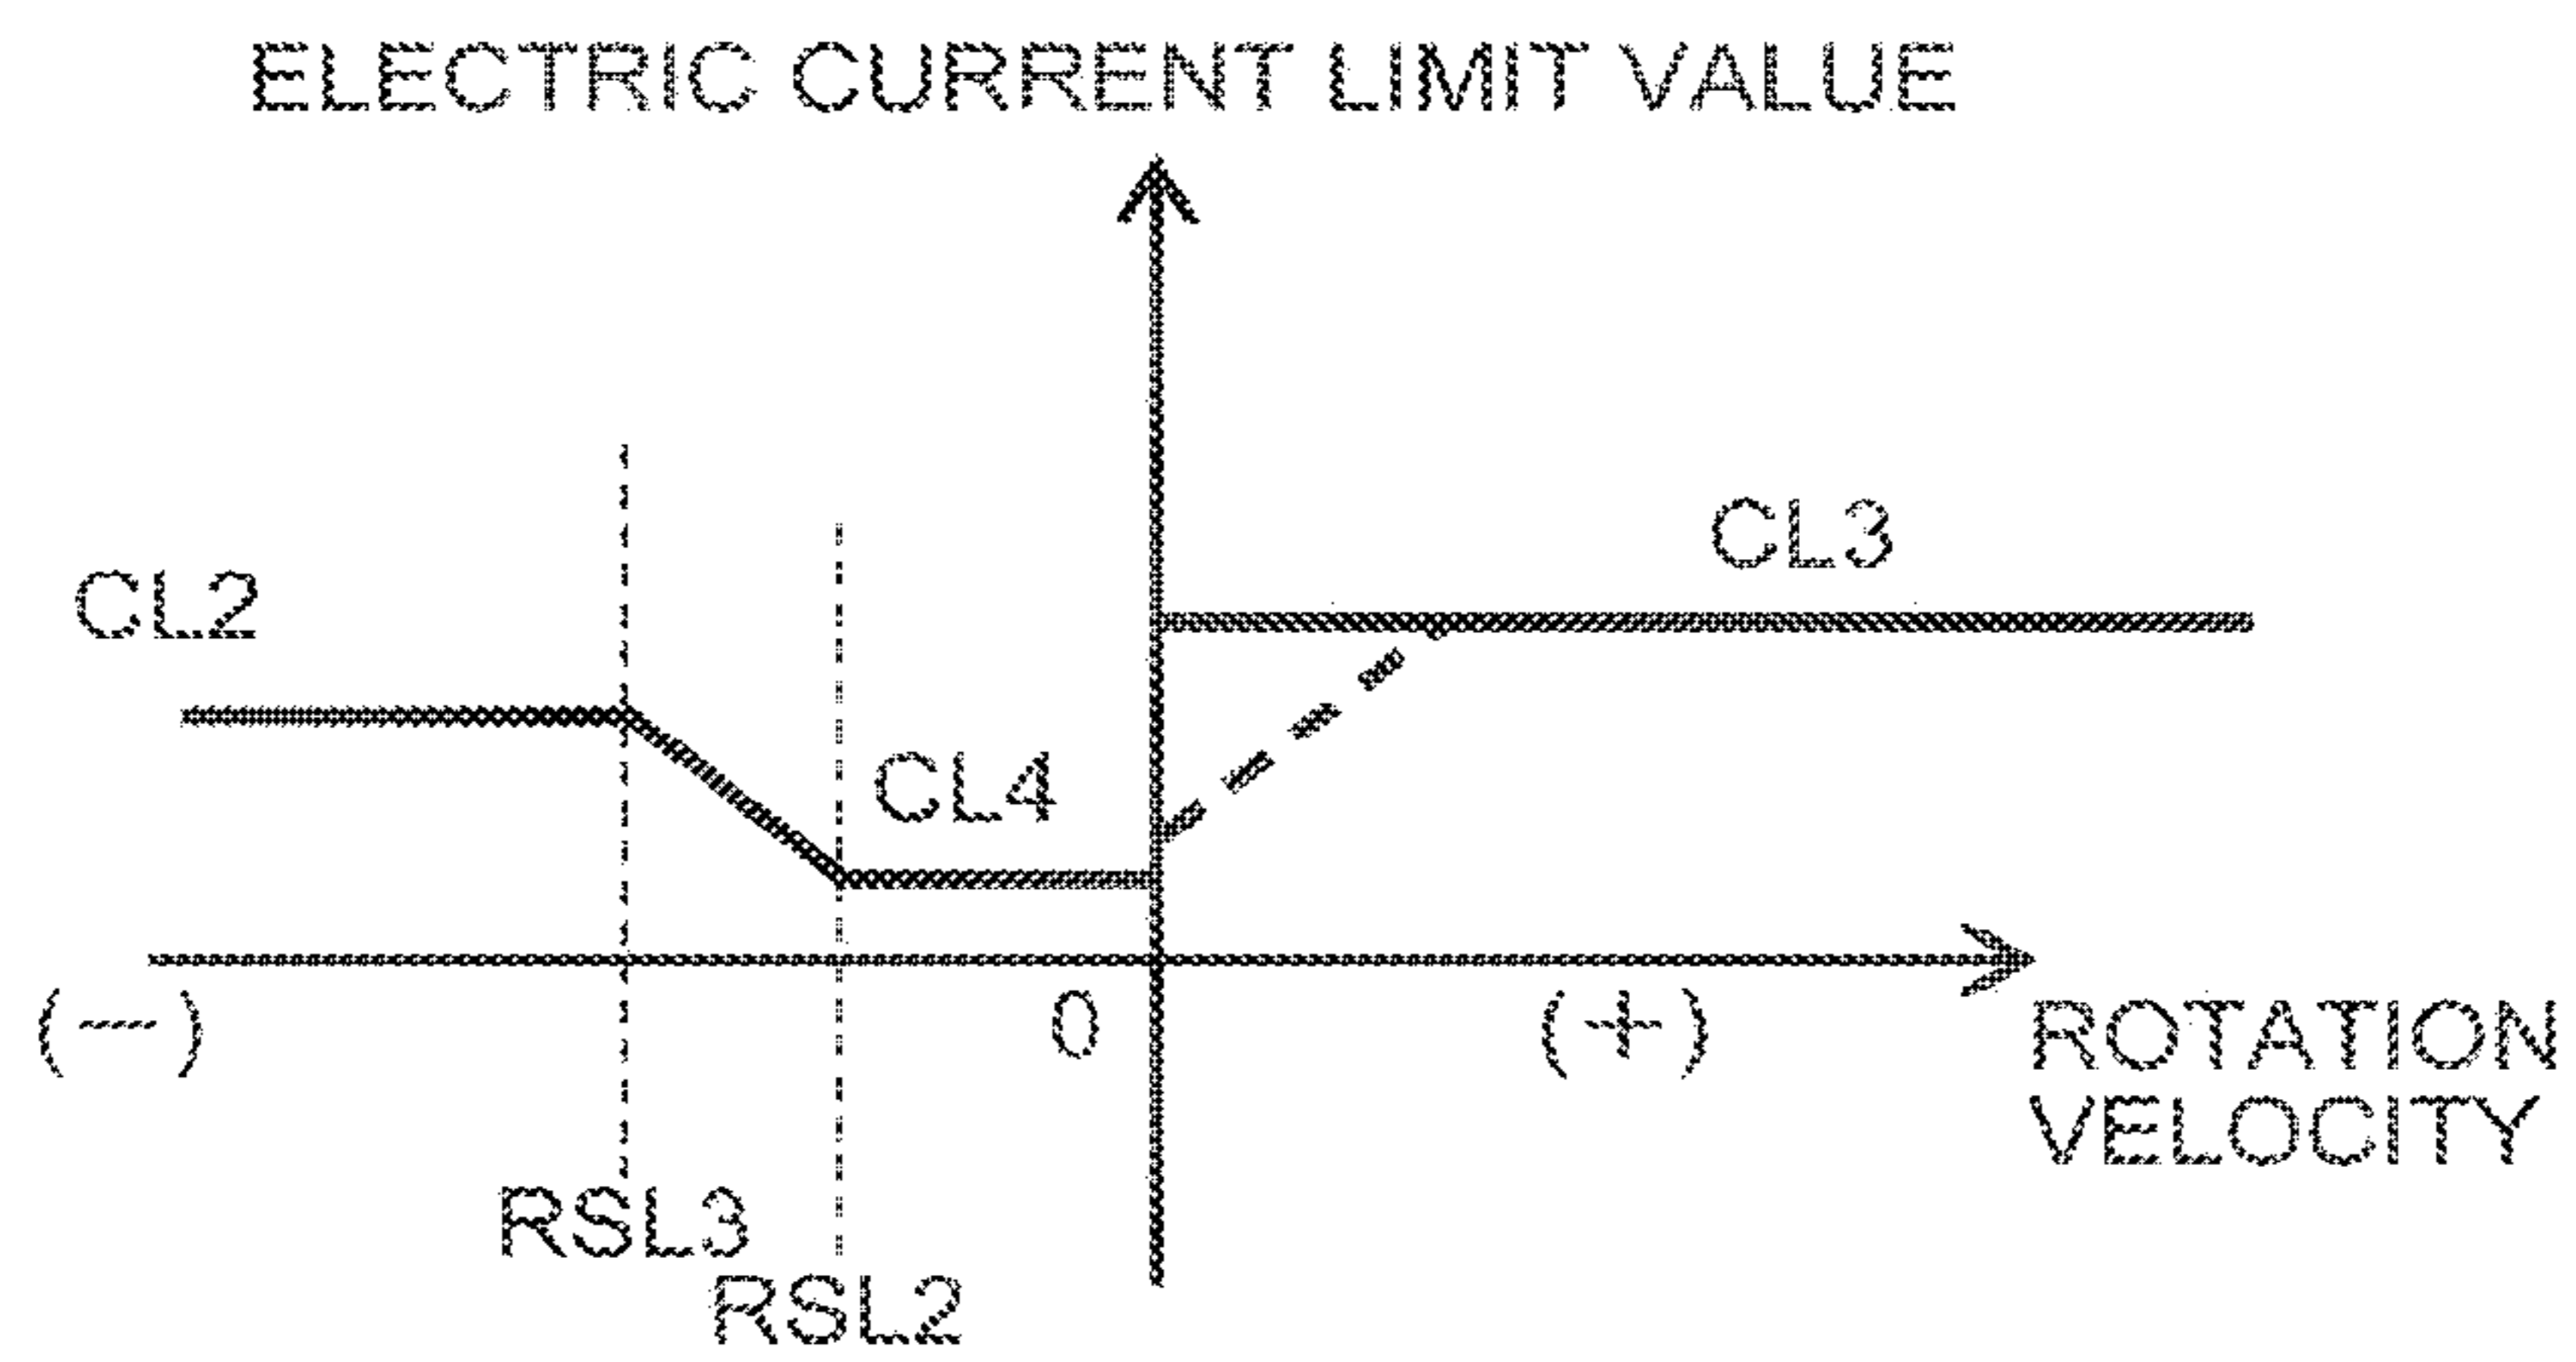 ELECTRIC CURRENT LIMIT VALUE
CL3
CL2
CL4
(—)
0
(+)
ROTATION
VELOCITY
RSL3
RSL2